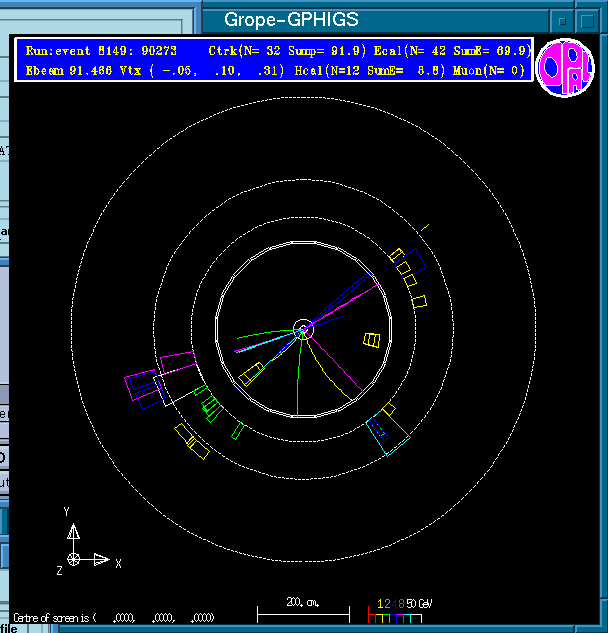 Grope-GPHIGS
Run:event 8149: 90273 Ctrk(N= 32 Sump= 91.9) Ecal(N= 42 SumE= 69.9)
Ebeam 91.486 Vtx ( -.05, .10, .31) Hcal(N=12 SumE= 8.8) Muon(N= 0)
OPAL
Y
X
Z
200. cm.
1 2 4 8 50 GeV
Centre of screen is ( .0000, .0000, .0000)
file